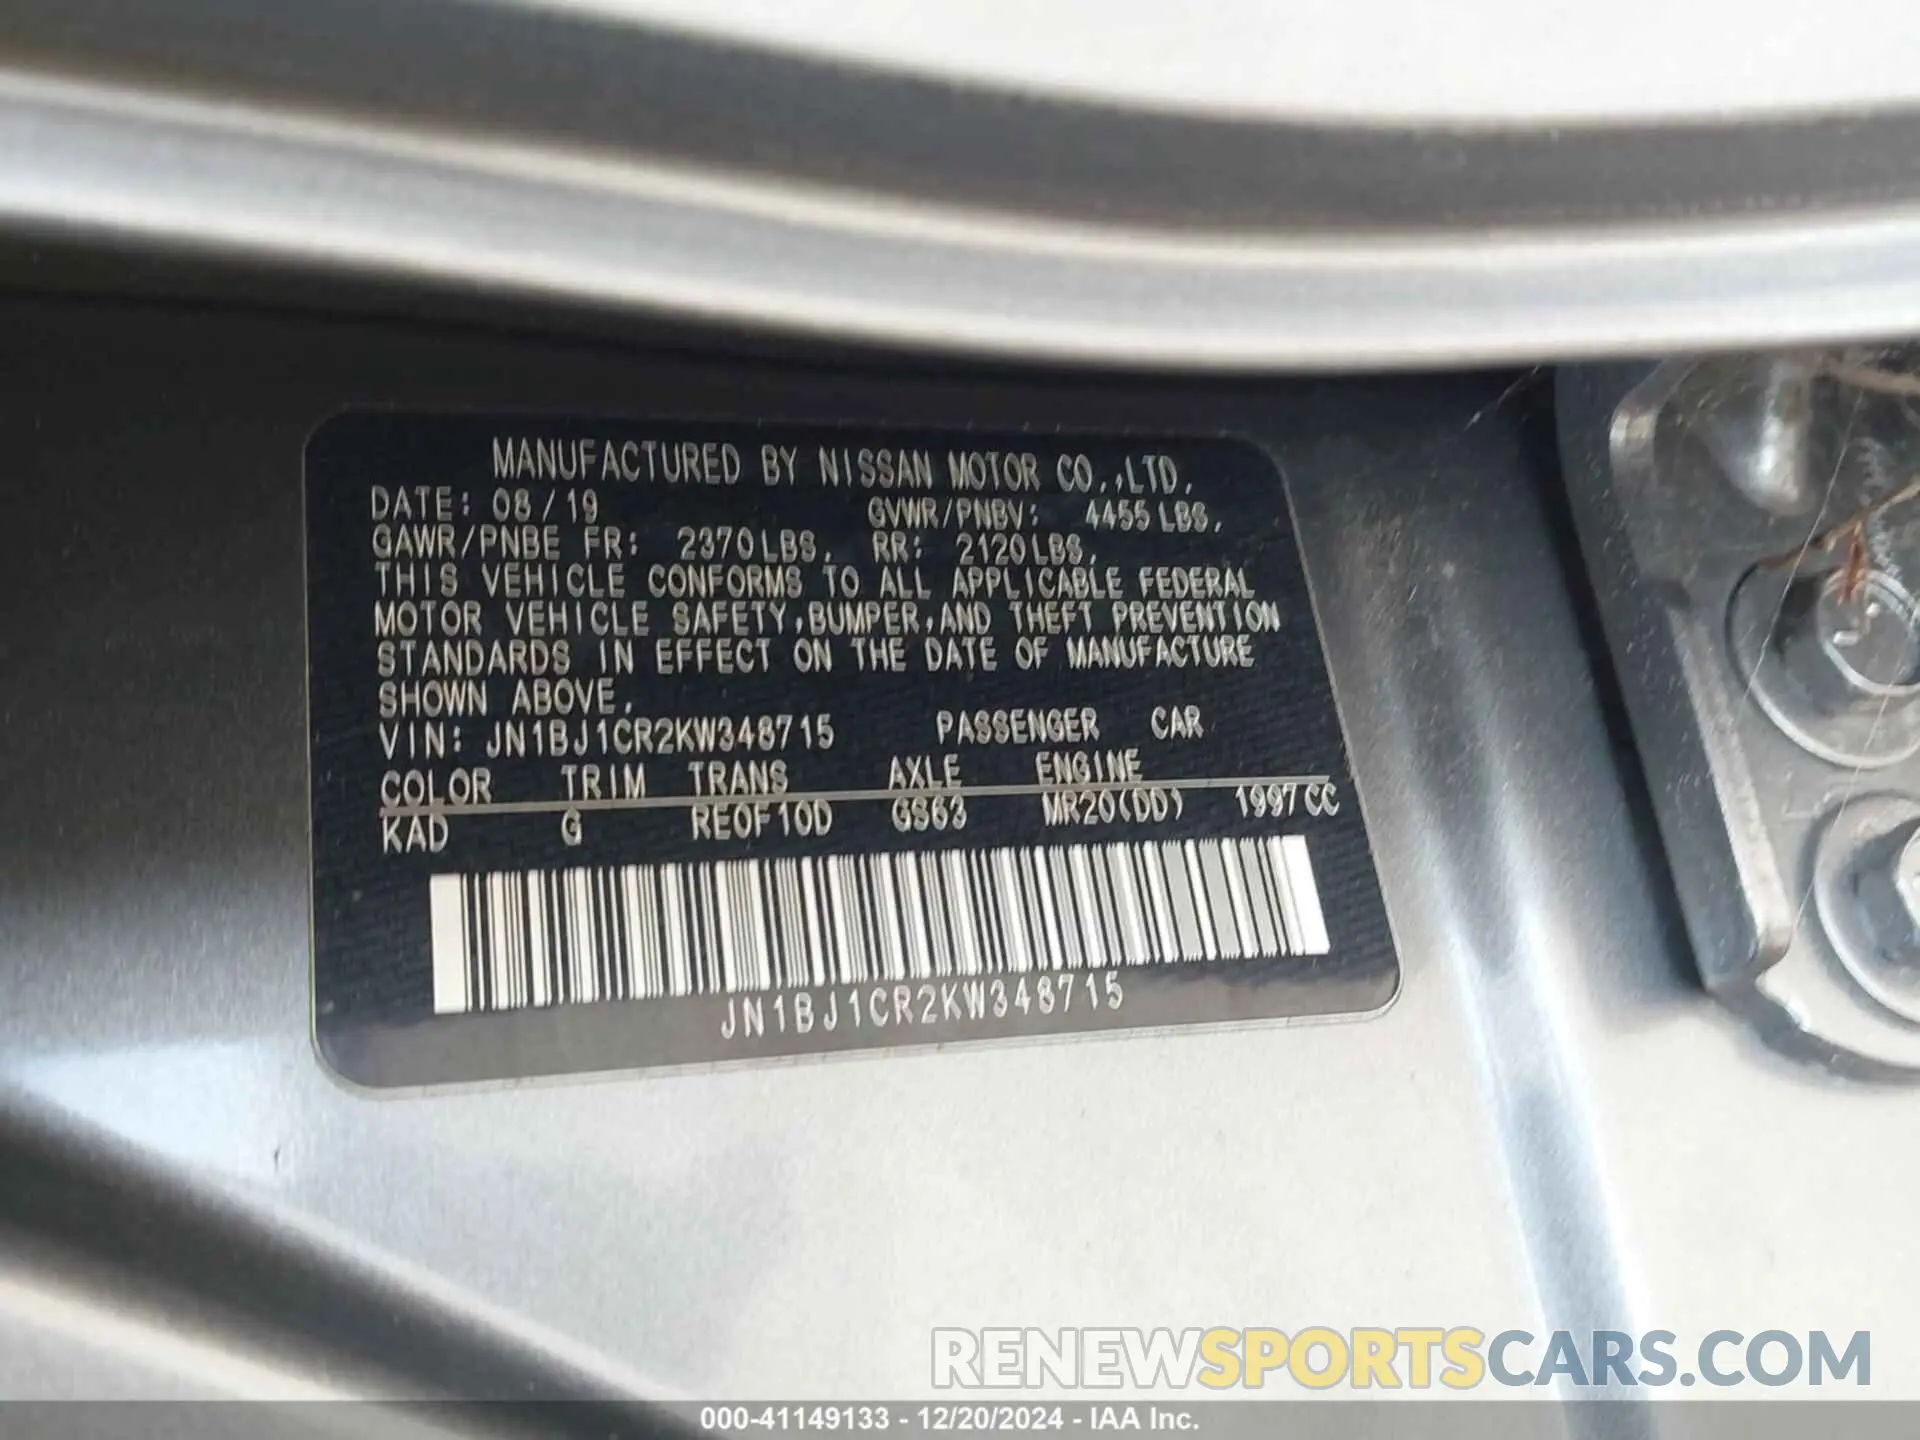 MANUFACTURED BY NISSAN MOTOR CO.,LTD.
DATE: 08/19 GVWR/PNBV: 4455 LBS.
GAWR/PNBE FR: 2370 LBS. RR: 2120 LBS.
THIS VEHICLE CONFORMS TO ALL APPLICABLE FEDERAL
MOTOR VEHICLE SAFETY,BUMPER,AND THEFT PREVENTION
STANDARDS IN EFFECT ON THE DATE OF MANUFACTURE
SHOWN ABOVE.
VIN: JN1BJ1CR2KW348715 PASSENGER CAR
COLOR TRIM TRANS AXLE ENGINE
KAD G RE0F10D GS63 MR20(DD) 1997 CC
JN1BJ1CR2KW348715
RENEWSPORTSCARS.COM
000-41149133 - 12/20/2024 - IAA Inc.